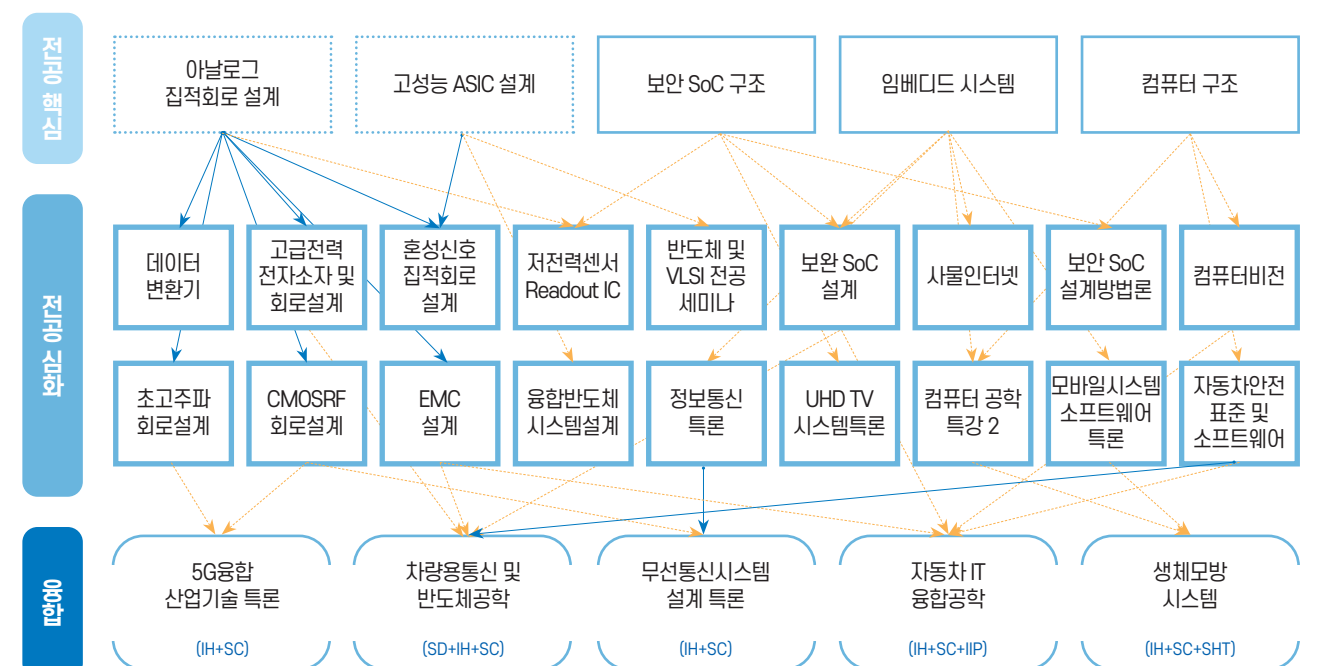 전공 핵심
아날로그
집적회로 설계
고성능 ASIC 설계
보안 SoC 구조
임베디드 시스템
컴퓨터 구조
전공 심화
데이터
변환기
고급전력
전자소자 및
회로설계
혼성신호
집적회로
설계
저전력센서
Readout IC
반도체 및
VLSI 전공
세미나
보완 SoC
설계
사물인터넷
보안 SoC
설계방법론
컴퓨터비전
초고주파
회로설계
CMOSRF
회로설계
EMC
설계
융합반도체
시스템설계
정보통신
특론
UHD TV
시스템특론
컴퓨터 공학
특강 2
모바일시스템
소프트웨어
특론
자동차안전
표준 및
소프트웨어
융합
5G융합
산업기술 특론
(IH+SC)
차량용통신 및
반도체공학
(SD+IH+SC)
무선통신시스템
설계 특론
(IH+SC)
자동차 IT
융합공학
(IH+SC+IIP)
생체모방
시스템
(IH+SC+SHT)